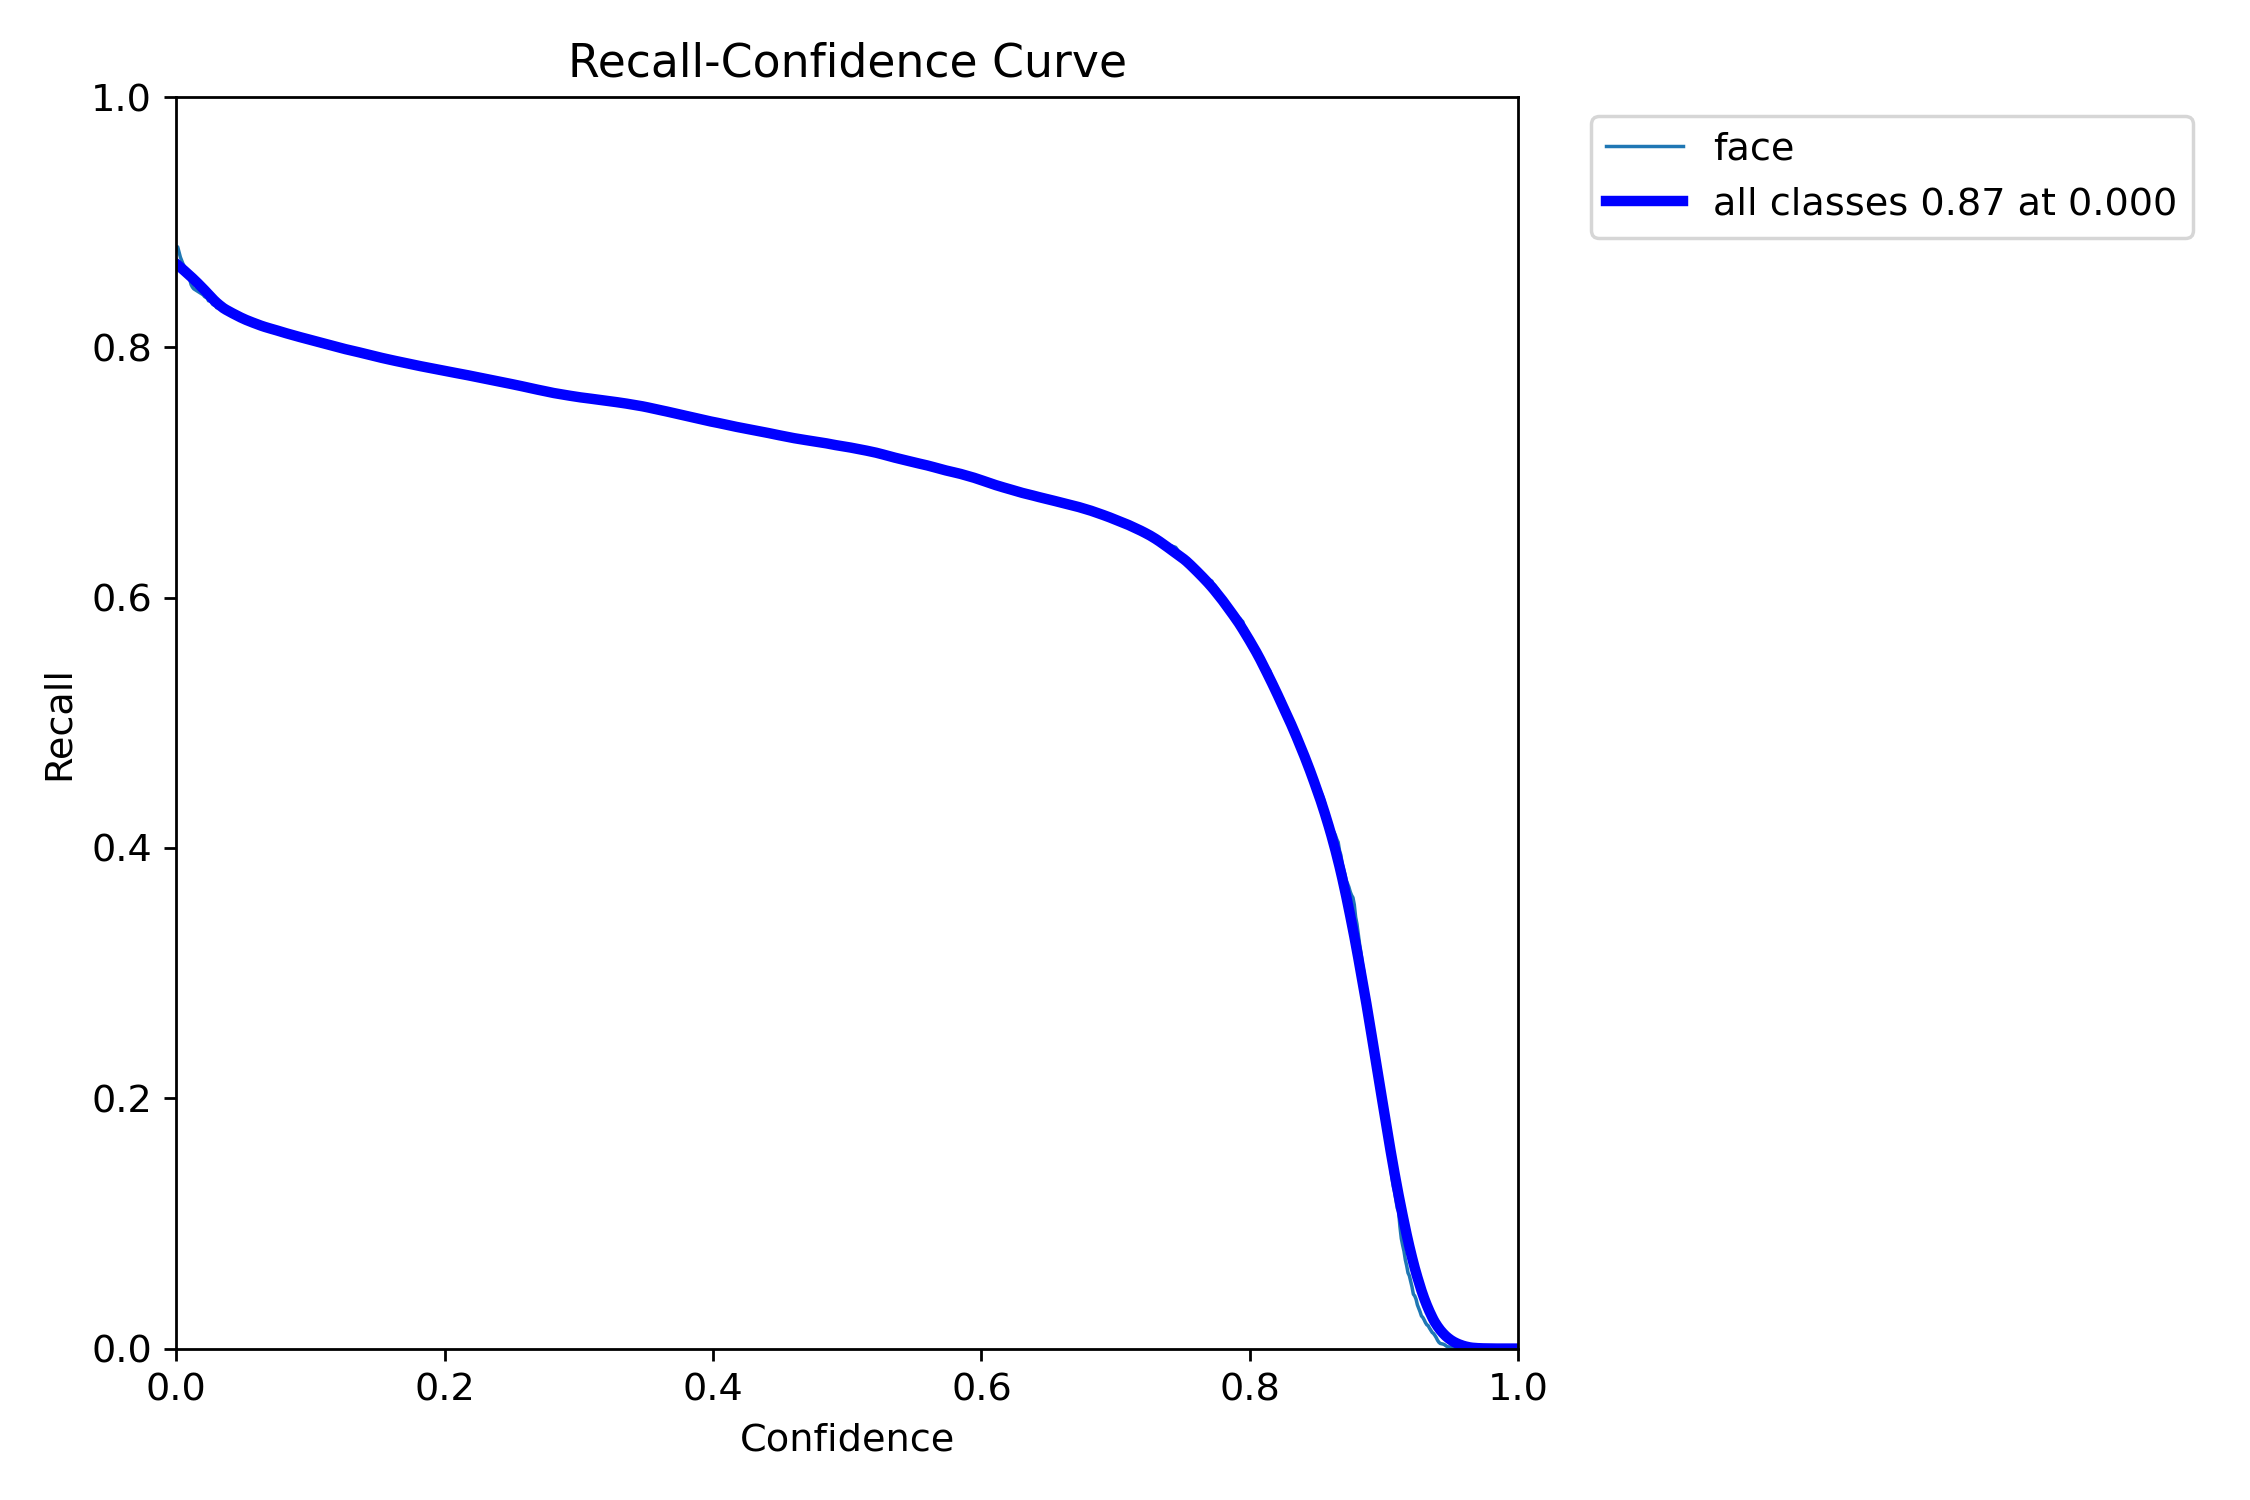 Recall-Confidence Curve
1.0
0.8
0.6
0.4
0.2
0.0
Recall
0.0 0.2 0.4 0.6 0.8 1.0
Confidence
face
all classes 0.87 at 0.000